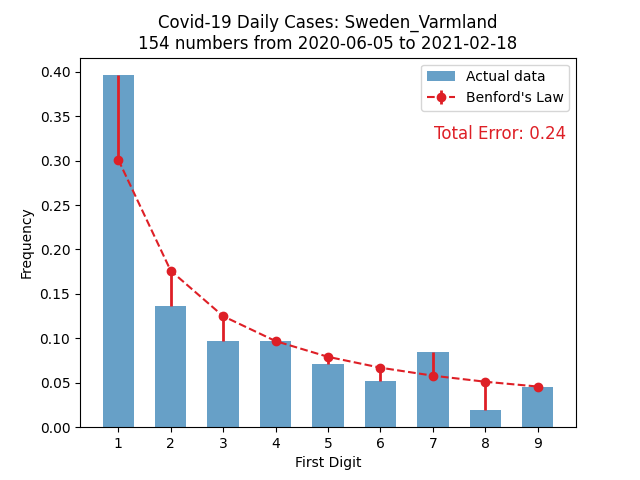 Covid-19 Daily Cases: Sweden_Varmland
154 numbers from 2020-06-05 to 2021-02-18
Actual data
Benford's Law
Total Error: 0.24
Frequency
0.40
0.35
0.30
0.25
0.20
0.15
0.10
0.05
0.00
1 2 3 4 5 6 7 8 9
First Digit